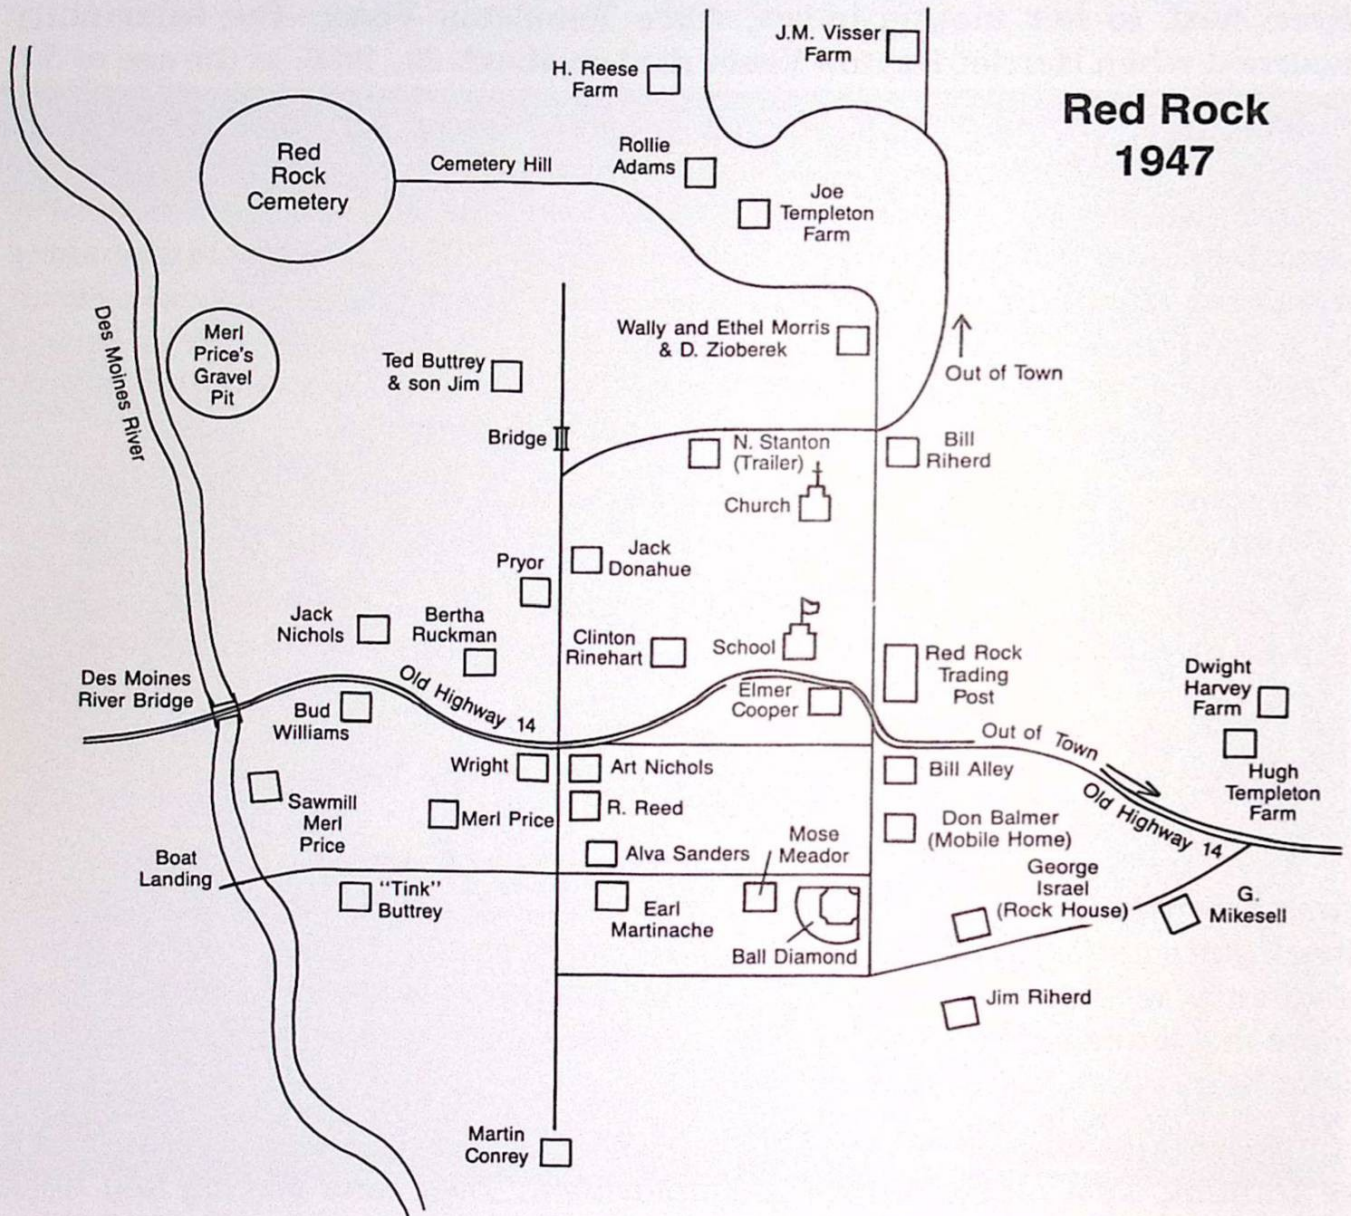 J.M. Visser
Farm
H. Reese
Farm
Red Rock
1947
Red
Rock
Cemetery
Cemetery Hill
Rollie
Adams
Joe
Templeton
Farm
Des Moines River
Merl
Price's
Gravel
Pit
Wally and Ethel Morris
& D. Zioberek
Ted Buttrey
& son Jim
Out of Town
Bridge
N. Stanton
(Trailer)
Bill
Riherd
Church
Pryor
Jack
Donahue
Jack
Nichols
Bertha
Ruckman
Clinton
Rinehart
School
Red Rock
Trading
Post
Des Moines
River Bridge
Old Highway 14
Elmer
Cooper
Dwight
Harvey
Farm
Bud
Williams
Out of Town
Wright
Art Nichols
Bill Alley
Hugh
Templeton
Farm
Old Highway 14
Sawmill
Merl
Price
Merl Price
R. Reed
Don Balmer
(Mobile Home)
Mose
Meador
Alva Sanders
Boat
Landing
"Tink"
Buttrey
Earl
Martinache
Ball Diamond
George
Israel
(Rock House)
G.
Mikesell
Jim Riherd
Martin
Conrey